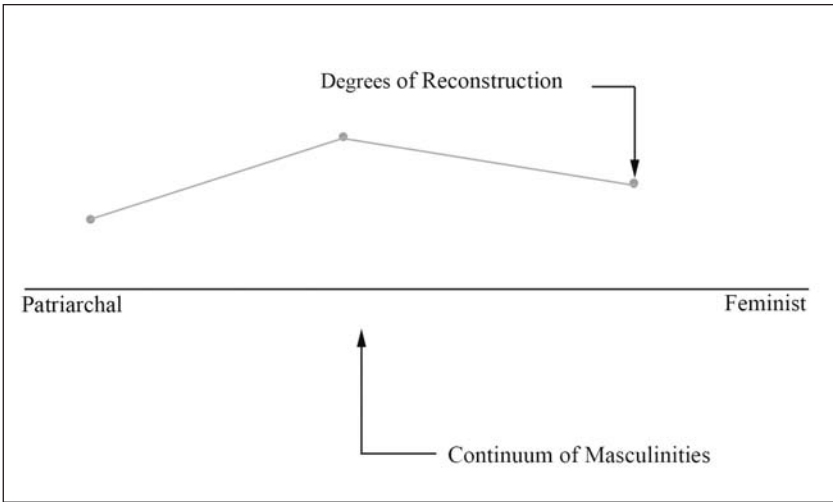 Degrees of Reconstruction
Patriarchal
Feminist
Continuum of Masculinities